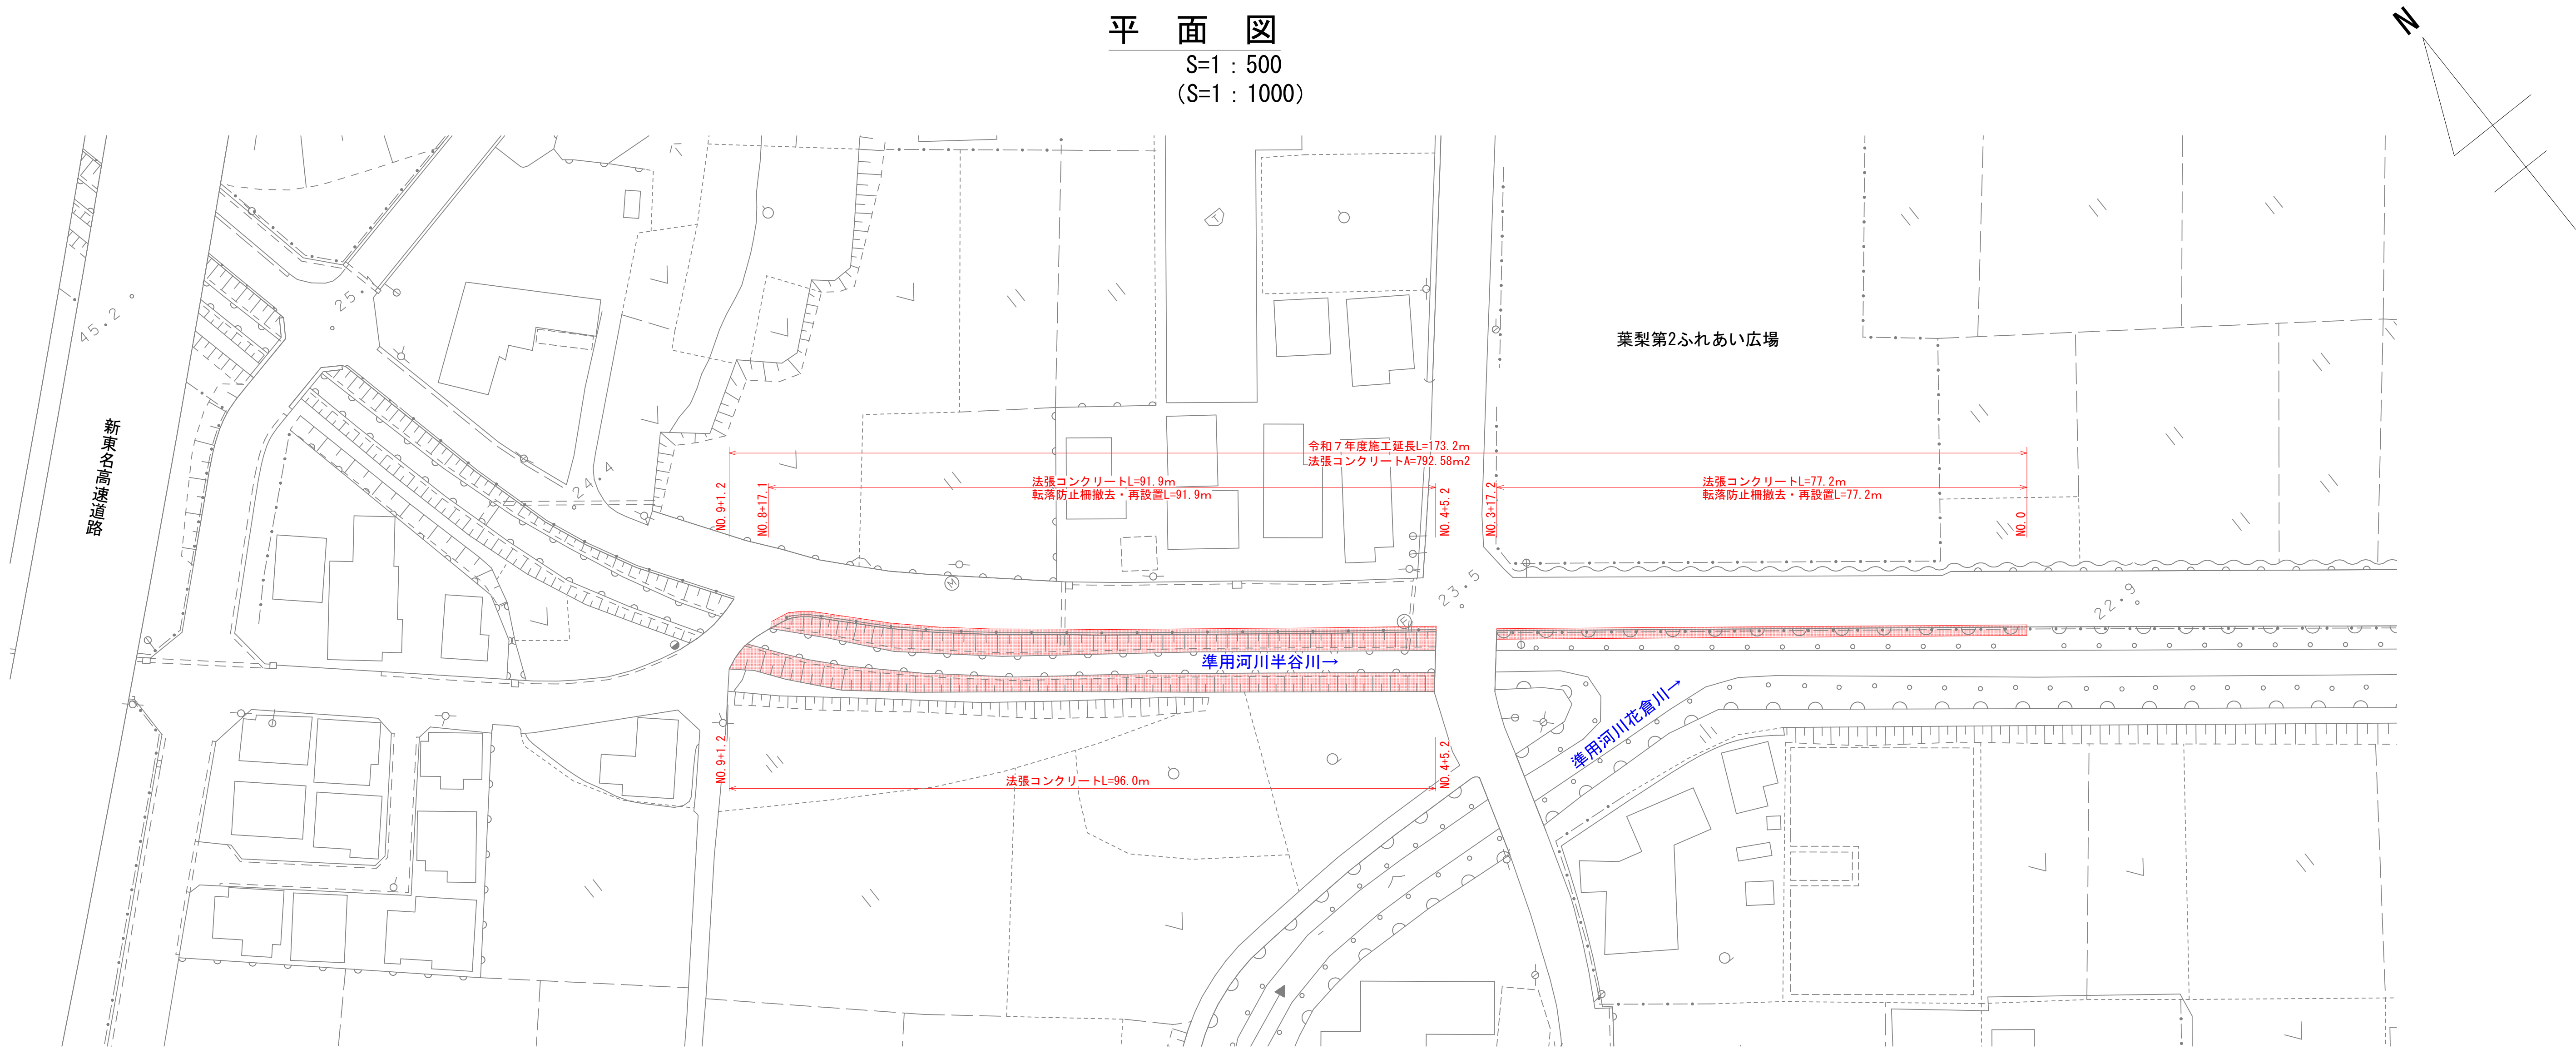 平 面 図
S=1：500
(S=1：1000)
N
45.2
25.
24.4
新東名高速道路
葉梨第2ふれあい広場
令和７年度施工延長L=173.2m
法張コンクリートA=792.58m2
法張コンクリートL=91.9m
転落防止柵撤去・再設置L=91.9m
法張コンクリートL=77.2m
転落防止柵撤去・再設置L=77.2m
NO.9+1.2
NO.8+17.1
NO.4+5.2
NO.3+17.2
NO.0
M
23.5
22.9
準用河川半谷川→
準用河川花倉川→
NO.9+1.2
法張コンクリートL=96.0m
NO.4+5.2